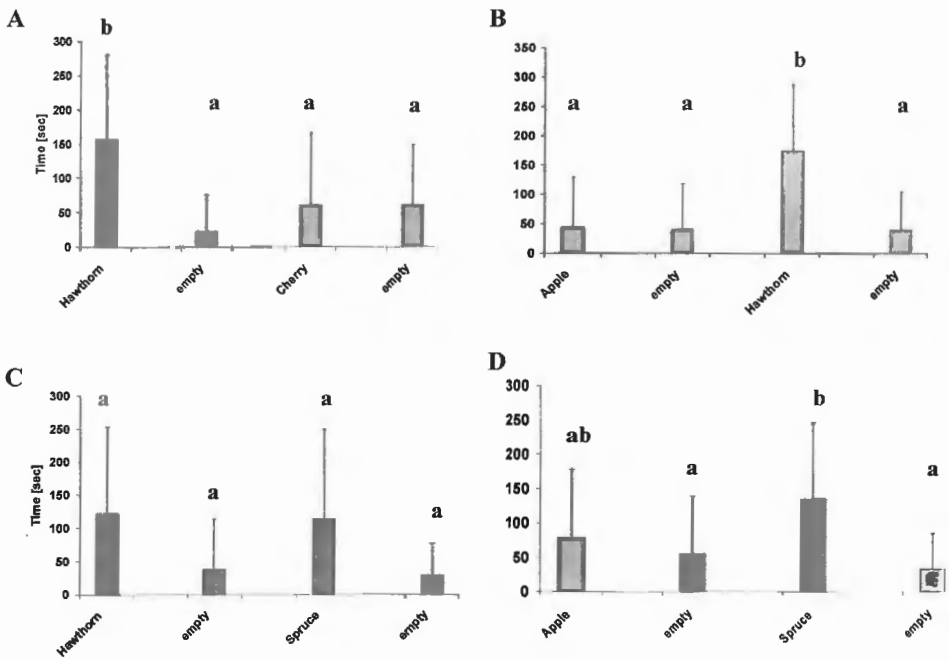 A
b
300
250
200
150
100
50
0
Time [sec]
a
a
a
Hawthorn
empty
Cherry
empty
B
350
300
250
200
150
100
50
0
a
a
b
a
Apple
empty
Hawthorn
empty
C
300
250
200
150
100
50
0
Time [sec]
a
a
a
a
Hawthorn
empty
Spruce
empty
D
300
250
200
150
100
50
0
ab
a
b
a
Apple
empty
Spruce
empty